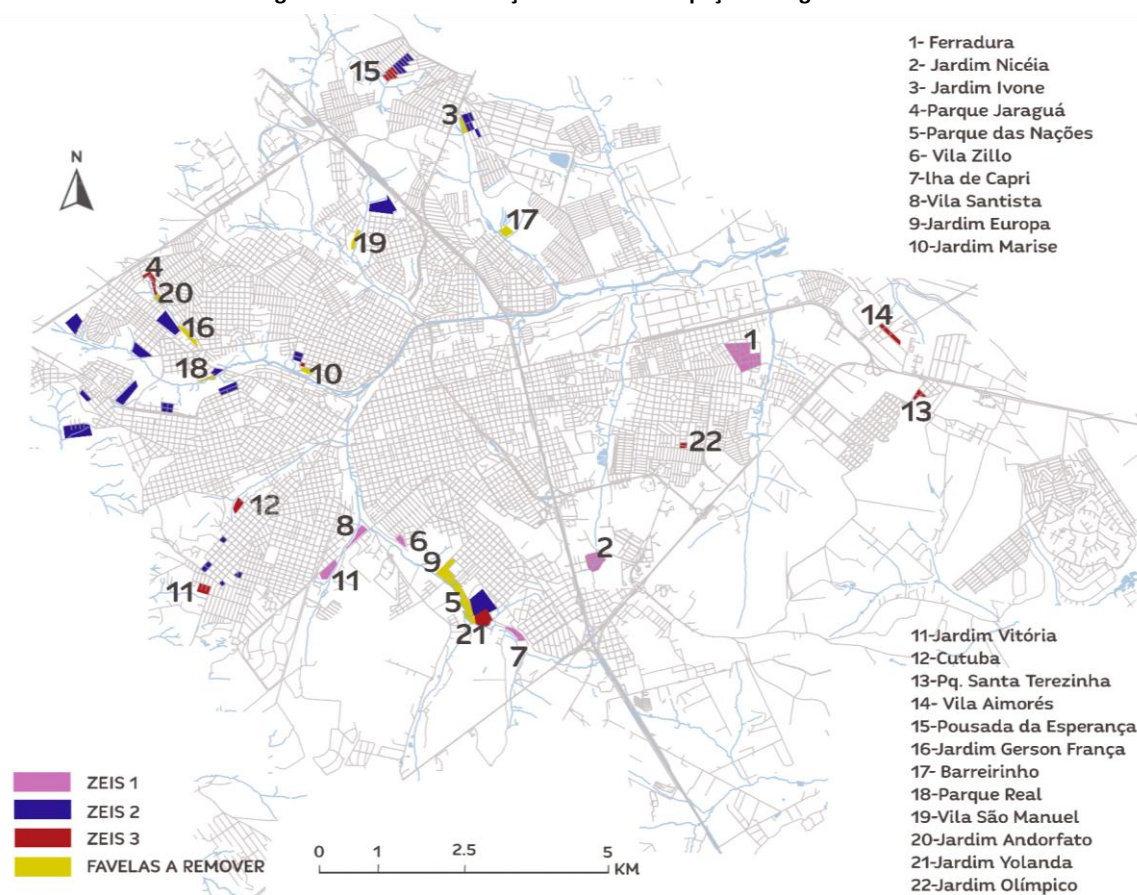 1- Ferradura
2- Jardim Nicéia
3- Jardim Ivone
4-Parque Jaraguá
5-Parque das Nações
6- Vila Zillo
7-Ilha de Capri
8-Vila Santista
9-Jardim Europa
10-Jardim Marise
15
3
N
17
19
4
20
16
14
1
18
10
13
22
12
8
6
2
9
11
11
5
21
7
11-Jardim Vitória
12-Cutuba
13-Pq. Santa Terezinha
14- Vila Aimorés
15-Pousada da Esperança
16-Jardim Gerson França
17- Barreirinho
18-Parque Real
19-Vila São Manuel
20-Jardim Andorfato
21-Jardim Yolanda
22-Jardim Olímpico
ZEIS 1
ZEIS 2
ZEIS 3
FAVELAS A REMOVER
0 1 2.5 5
KM